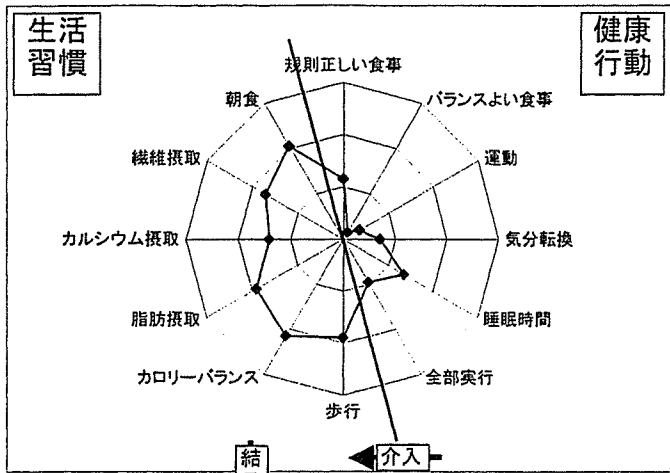 生活
習慣
健康
行動
規則正しい食事
朝食
バランスよい食事
繊維摂取
運動
カルシウム摂取
気分転換
脂肪摂取
睡眠時間
カロリーバランス
全部実行
歩行
結
介入